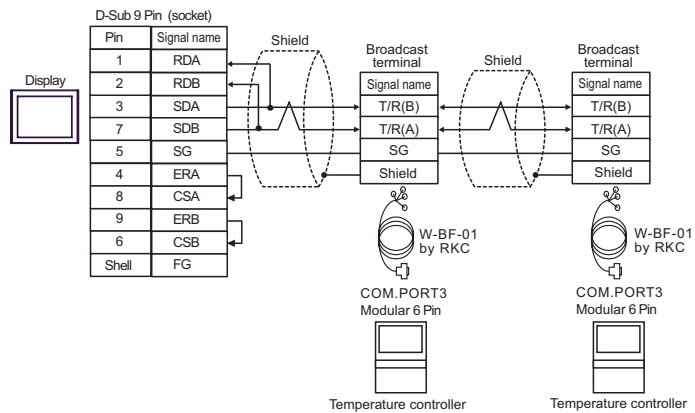 D-Sub 9 Pin (socket)
Pin Signal name
1 RDA
2 RDB
3 SDA
7 SDB
5 SG
4 ERA
8 CSA
9 ERB
6 CSB
Shell FG
Display
Shield
Broadcast
terminal
Signal name
T/R(B)
T/R(A)
SG
Shield
W-BF-01
by RKC
COM.PORT3
Modular 6 Pin
Temperature controller
Shield
Broadcast
terminal
Signal name
T/R(B)
T/R(A)
SG
Shield
W-BF-01
by RKC
COM.PORT3
Modular 6 Pin
Temperature controller